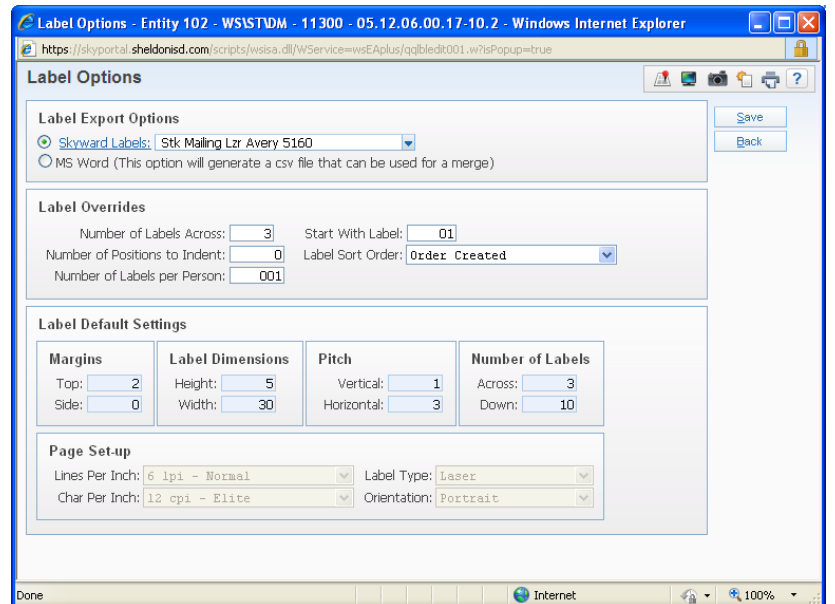 Label Options - Entity 102 - WS\ST\DM - 11300 - 05.12.06.00.17-10.2 - Windows Internet Explorer
https://skyportal.sheldonisd.com/scripts/wsisa.dll/WService=wsEAplus/qqlbledit001.w?isPopup=true
Label Options
?
Label Export Options
Save
Skyward Labels: Stk Mailing Lzr Avery 5160
Back
MS Word (This option will generate a csv file that can be used for a merge)
Label Overrides
Number of Labels Across: 3 Start With Label: 01
Number of Positions to Indent: 0 Label Sort Order: Order Created
Number of Labels per Person: 001
Label Default Settings
Margins Label Dimensions Pitch Number of Labels
Top: 2 Height: 5 Vertical: 1 Across: 3
Side: 0 Width: 30 Horizontal: 3 Down: 10
Page Set-up
Lines Per Inch: 6 lpi - Normal Label Type: Laser
Char Per Inch: 12 cpi - Elite Orientation: Portrait
Done Internet 100%